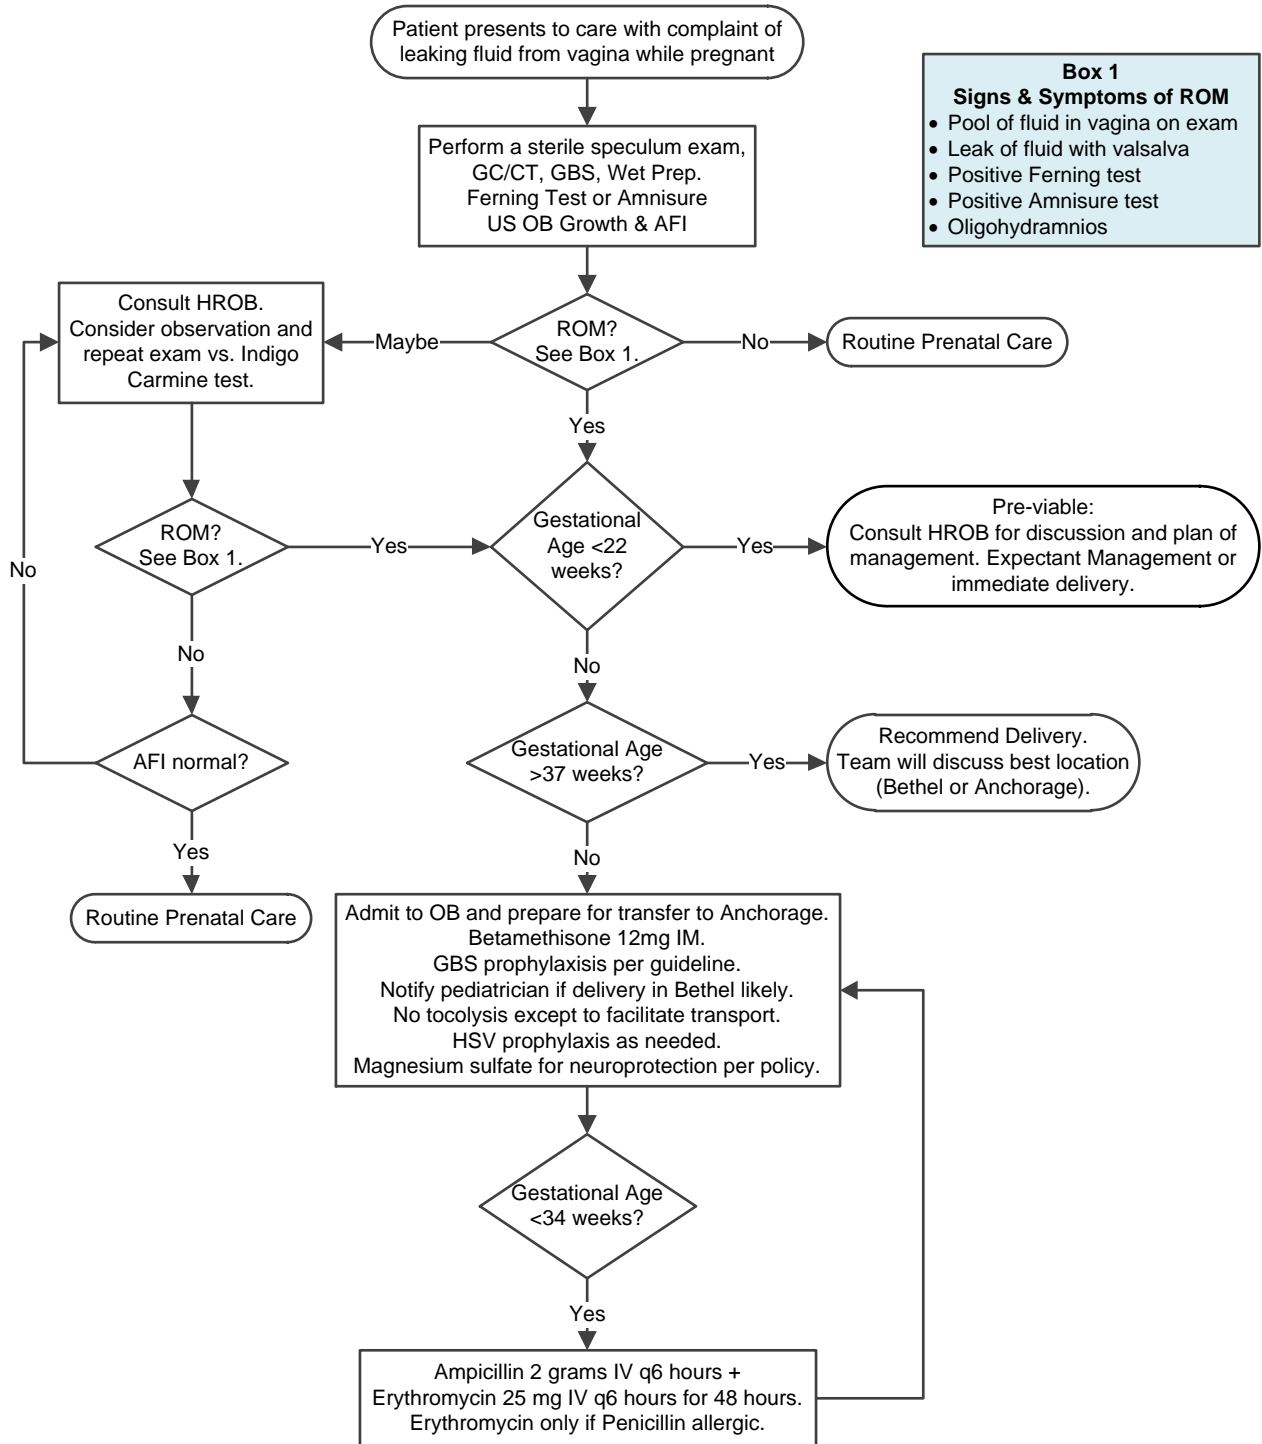 Patient presents to care with complaint of
leaking fluid from vagina while pregnant
Box 1
Signs & Symptoms of ROM
• Pool of fluid in vagina on exam
• Leak of fluid with valsalva
• Positive Ferning test
• Positive Amnisure test
• Oligohydramnios
Perform a sterile speculum exam,
GC/CT, GBS, Wet Prep.
Ferning Test or Amnisure
US OB Growth & AFI
Consult HROB.
Consider observation and
repeat exam vs. Indigo
Carmine test.
Maybe
ROM?
See Box 1.
No
Routine Prenatal Care
Yes
ROM?
See Box 1.
Yes
Gestational
Age <22
weeks?
Yes
Pre-viable:
Consult HROB for discussion and plan of
management. Expectant Management or
immediate delivery.
No
No
No
AFI normal?
Gestational Age
>37 weeks?
Yes
Recommend Delivery.
Team will discuss best location
(Bethel or Anchorage).
Yes
No
Routine Prenatal Care
Admit to OB and prepare for transfer to Anchorage.
Betamethisone 12mg IM.
GBS prophylaxisis per guideline.
Notify pediatrician if delivery in Bethel likely.
No tocolysis except to facilitate transport.
HSV prophylaxis as needed.
Magnesium sulfate for neuroprotection per policy.
Gestational Age
<34 weeks?
Yes
Ampicillin 2 grams IV q6 hours +
Erythromycin 25 mg IV q6 hours for 48 hours.
Erythromycin only if Penicillin allergic.